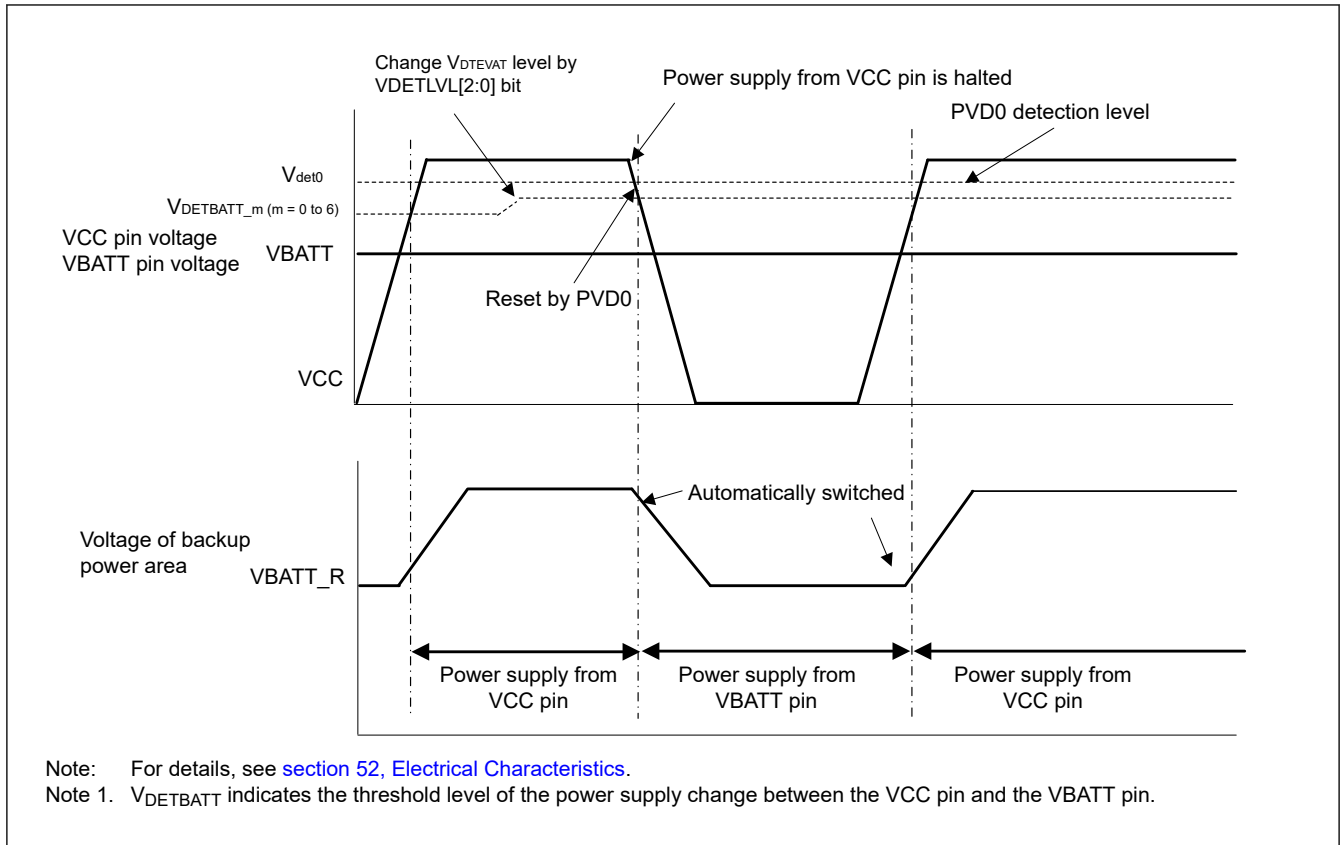 Change VDTEVAT level by
VDETLVL[2:0] bit
Power supply from VCC pin is halted
PVD0 detection level
Vdet0
VDETBATT_m (m = 0 to 6)
VCC pin voltage
VBATT pin voltage
VBATT
Reset by PVD0
VCC
Automatically switched
Voltage of backup
power area
VBATT_R
Power supply from
VCC pin
Power supply from
VBATT pin
Power supply from
VCC pin
Note: For details, see section 52, Electrical Characteristics.
Note 1. VDETBATT indicates the threshold level of the power supply change between the VCC pin and the VBATT pin.